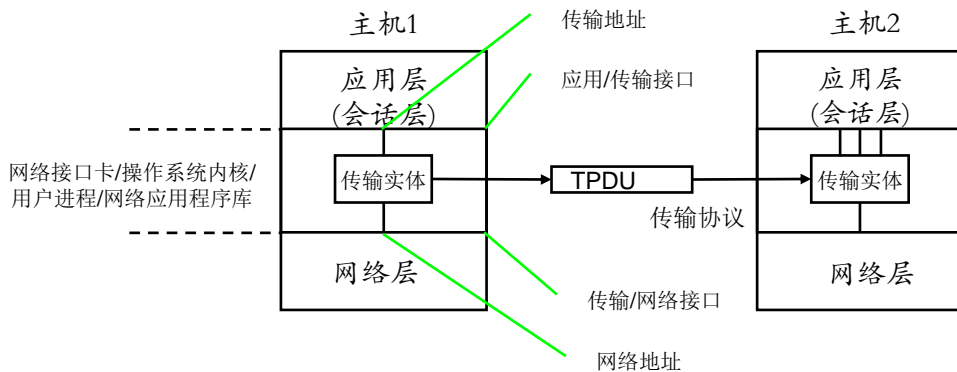 主机1
传输地址
主机2
应用层
(会话层)
应用/传输接口
应用层
(会话层)
网络接口卡/操作系统内核/
用户进程/网络应用程序库
传输实体
TPDU
传输实体
传输协议
网络层
传输/网络接口
网络层
网络地址